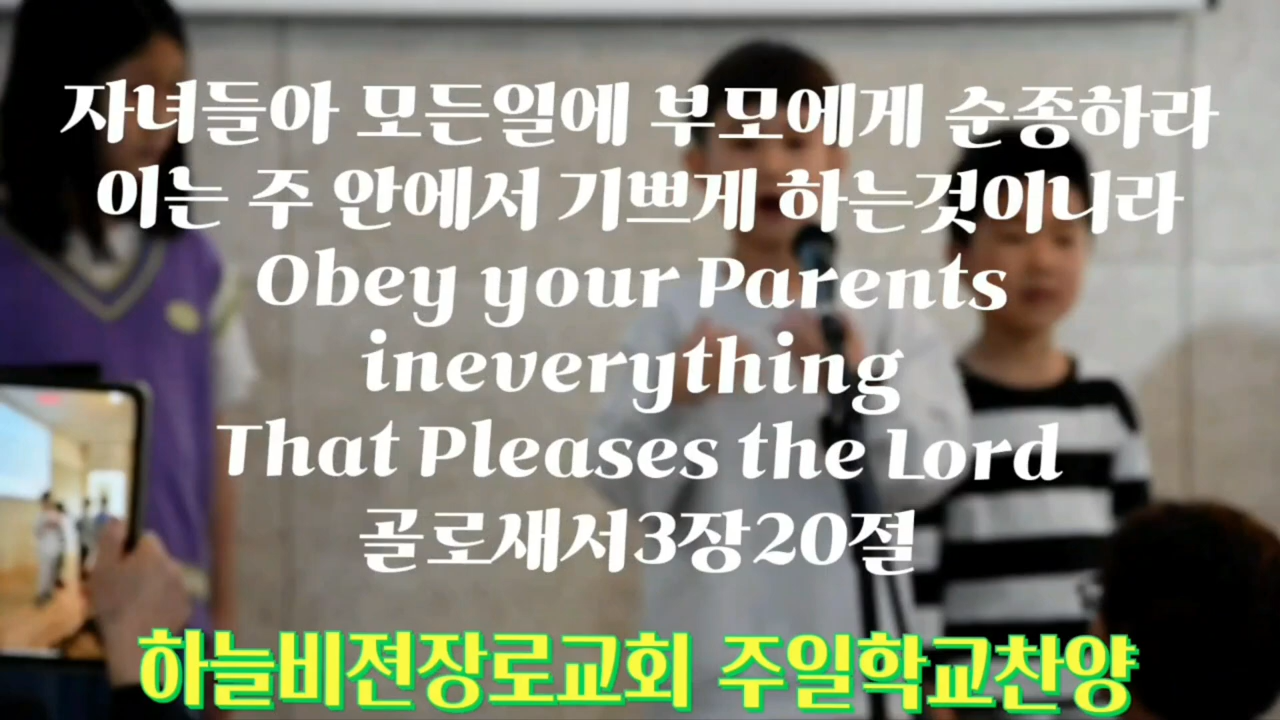 자녀들아 모든일에 부모에게 순종하라
이는 주 안에서 기쁘게 하는것이니라
Obey your Parents
ineverything
That Pleases the Lord
골로새서3장20절
하늘비젼장로교회 주일학교찬양